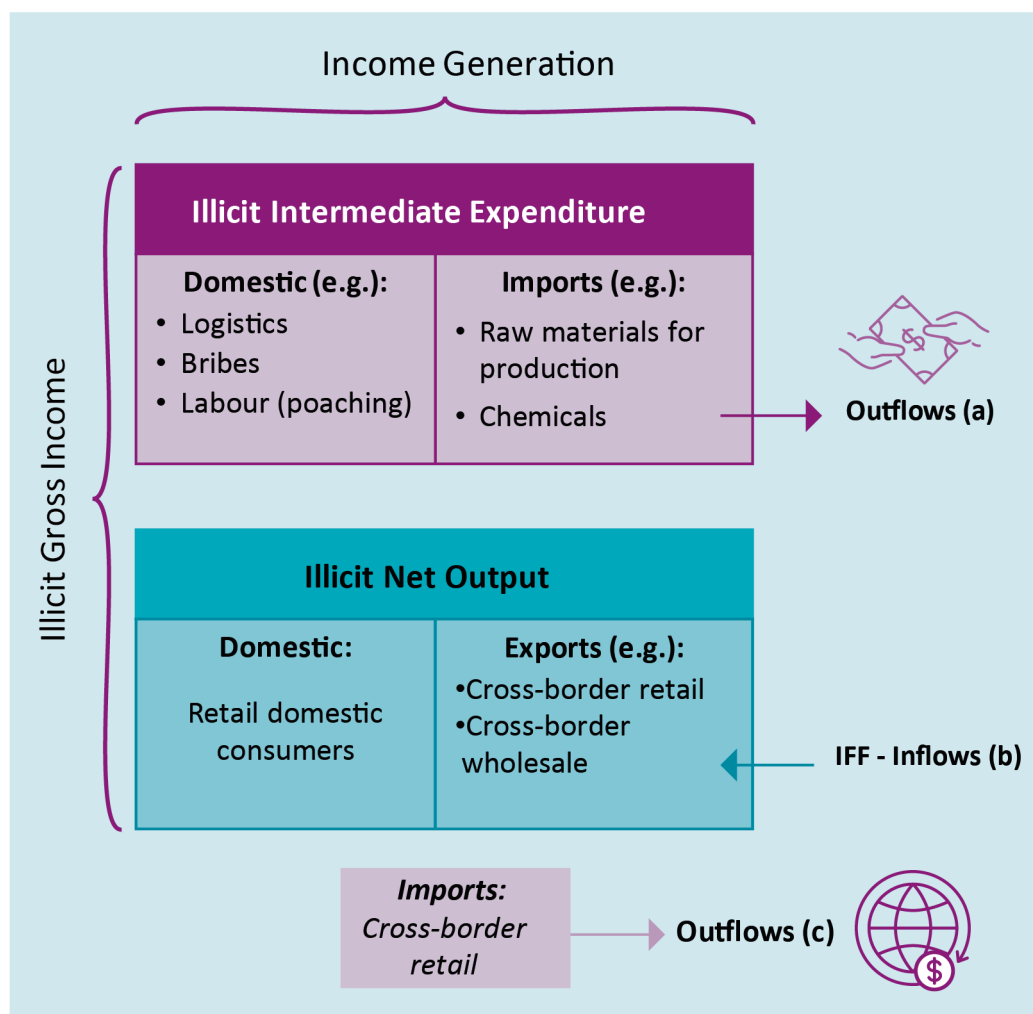 Income Generation
Illicit Gross Income
Illicit Intermediate Expenditure
Domestic (e.g.):
• Logistics
• Bribes
• Labour (poaching)
Imports (e.g.):
• Raw materials for
production
• Chemicals
$
Outflows (a)
Illicit Net Output
Domestic:
Retail domestic
consumers
Exports (e.g.):
•Cross-border retail
•Cross-border
wholesale
IFF - Inflows (b)
Imports:
Cross-border
retail
Outflows (c)
$